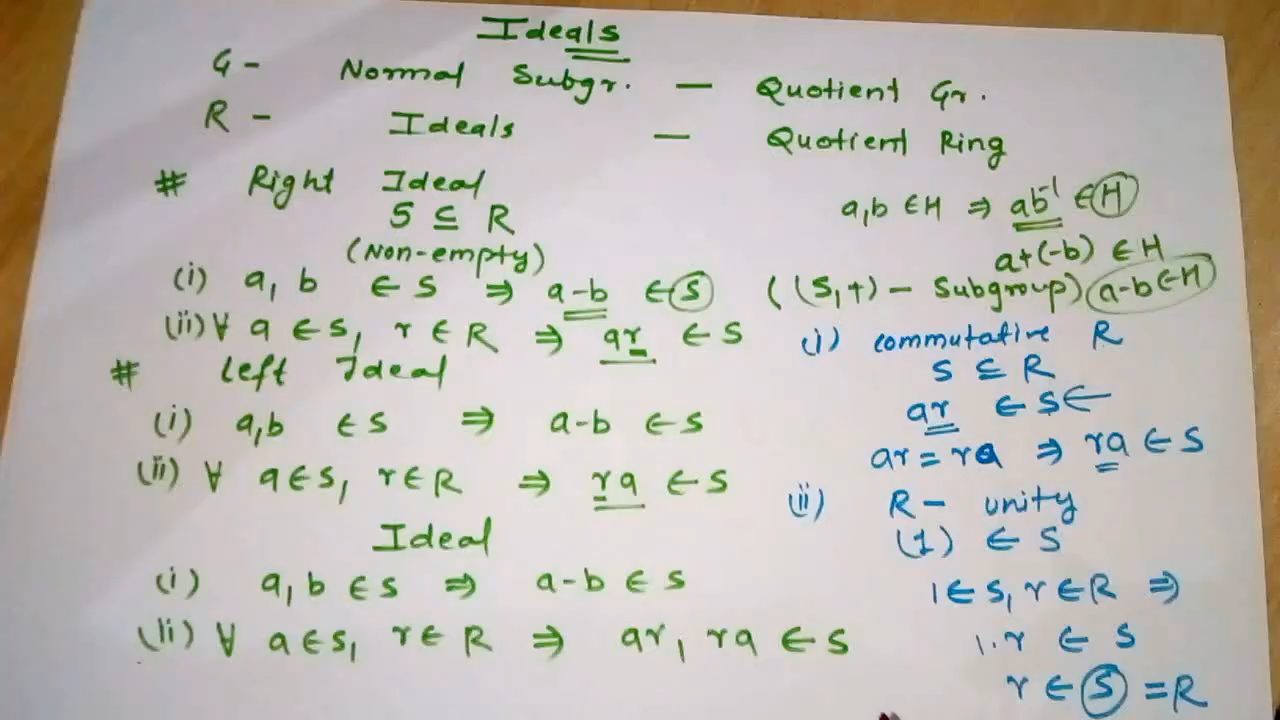 Ideals
G - Normal Subgr. — Quotient Gr.
R - Ideals — Quotient Ring
# Right Ideal
S ⊆ R
(Non-empty)
(i) a, b ∈ S ⇒ a-b ∈ S ((S,+) - Subgroup)
(ii) ∀ a ∈ S, r ∈ R ⇒ ar ∈ S
# Left Ideal
(i) a,b ∈ S ⇒ a-b ∈ S
(ii) ∀ a∈S, r∈R ⇒ ra ∈ S
Ideal
(i) a, b ∈ S ⇒ a-b ∈ S
(ii) ∀ a∈S, r∈ R ⇒ ar, ra ∈ S
a,b ∈ H ⇒ ab⁻¹ ∈ H
a+(-b) ∈ H
a-b ∈ H
(i) commutative R
S ⊆ R
ar ∈ S ←
ar = ra ⇒ ra ∈ S
(ii) R - unity
(1) ∈ S
1∈ S, r∈R ⇒
1.r ∈ S
r ∈ S = R